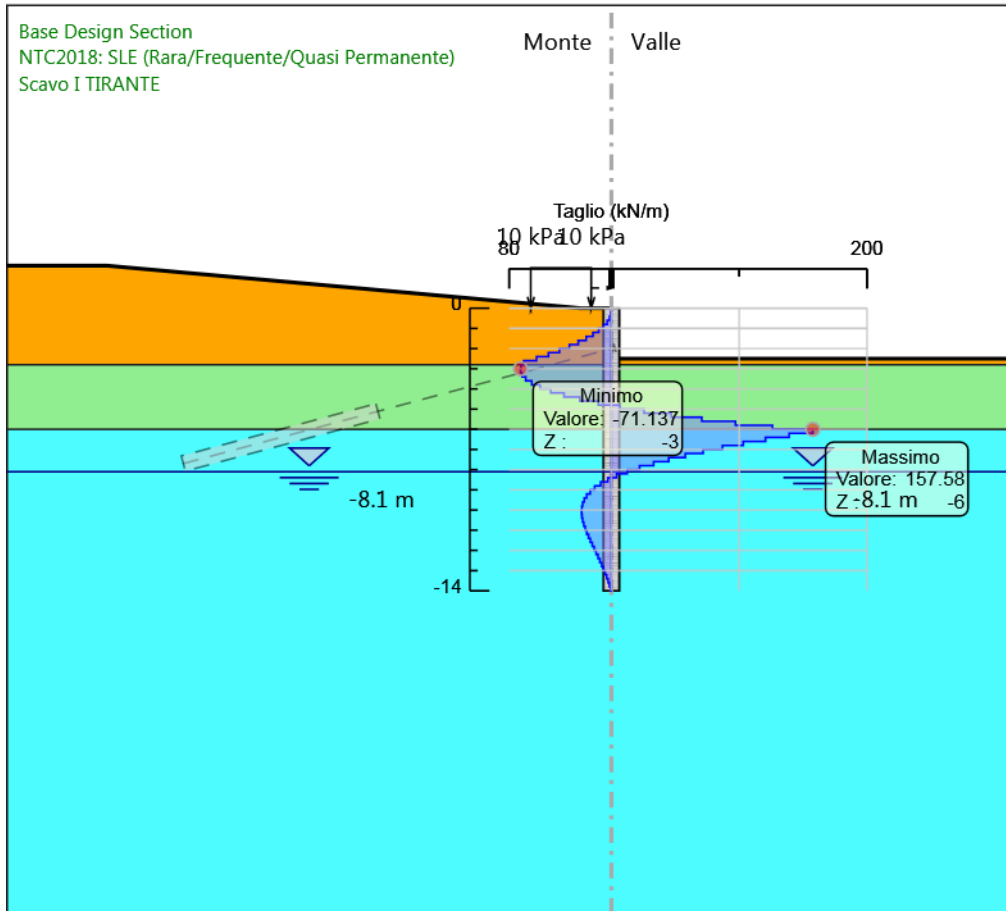 Base Design Section
NTC2018: SLE (Rara/Frequente/Quasi Permanente)
Scavo I TIRANTE
Monte Valle
Taglio (kN/m)
10 kPa 10 kPa
80 200
0
Minimo
Valore: -71.137
Z : -3
Massimo
Valore: 157.58
Z : -6
-8.1 m
-8.1 m
-14